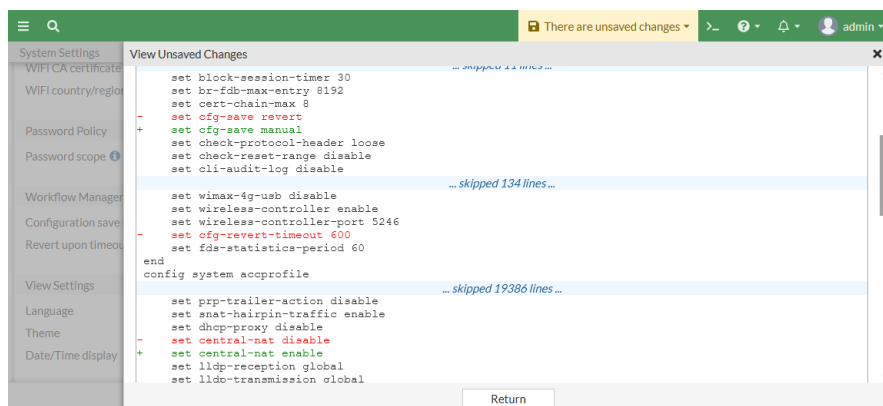 There are unsaved changes
>_
admin
System Settings
View Unsaved Changes
WiFi CA certificate
WiFi country/region
Password Policy
Password scope
Workflow Manager
Configuration save
Revert upon timeou
View Settings
Language
Theme
Date/Time display
... skipped 11 lines ...
set block-session-timer 30
set br-fdb-max-entry 8192
set cert-chain-max 8
- set cfg-save revert
+ set cfg-save manual
set check-protocol-header loose
set check-reset-range disable
set cli-audit-log disable
... skipped 134 lines ...
set wimax-4g-usb disable
set wireless-controller enable
set wireless-controller-port 5246
- set cfg-revert-timeout 600
set fds-statistics-period 60
end
config system accprofile
... skipped 19386 lines ...
set prp-trailer-action disable
set snat-hairpin-traffic enable
set dhcp-proxy disable
- set central-nat disable
+ set central-nat enable
set lldp-reception global
set lldp-transmission global
Return